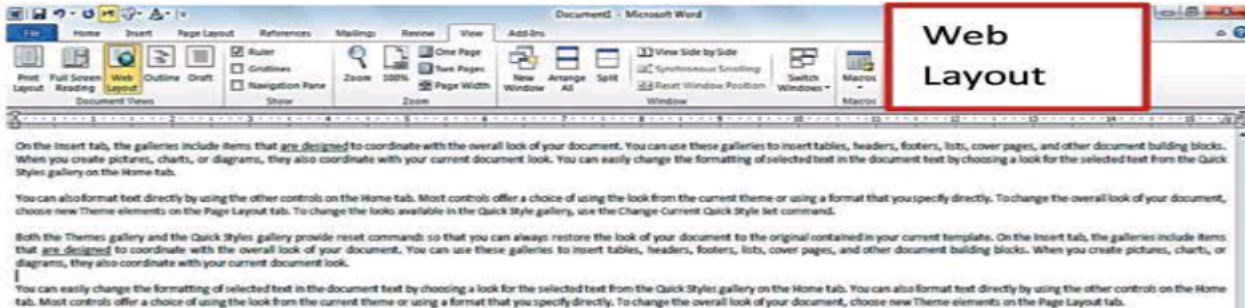 Document1 - Microsoft Word
File Home Insert Page Layout References Mailings Review View Add-Ins
Print Layout Full Screen Reading Web Layout Outline Draft
Document Views
Ruler
Gridlines
Navigation Pane
Show
Zoom 100%
One Page
Two Pages
Page Width
Zoom
New Window Arrange All Split
View Side by Side
Synchronous Scrolling
Reset Window Position
Window
Switch Windows
Macros
Macros
Web
Layout
On the Insert tab, the galleries include items that are designed to coordinate with the overall look of your document. You can use these galleries to insert tables, headers, footers, lists, cover pages, and other document building blocks.
When you create pictures, charts, or diagrams, they also coordinate with your current document look. You can easily change the formatting of selected text in the document text by choosing a look for the selected text from the Quick
Styles gallery on the Home tab.
You can also format text directly by using the other controls on the Home tab. Most controls offer a choice of using the look from the current theme or using a format that you specify directly. To change the overall look of your document,
choose new Theme elements on the Page Layout tab. To change the looks available in the Quick Style gallery, use the Change Current Quick Style Set command.
Both the Themes gallery and the Quick Styles gallery provide reset commands so that you can always restore the look of your document to the original contained in your current template. On the Insert tab, the galleries include items
that are designed to coordinate with the overall look of your document. You can use these galleries to insert tables, headers, footers, lists, cover pages, and other document building blocks. When you create pictures, charts, or
diagrams, they also coordinate with your current document look.
You can easily change the formatting of selected text in the document text by choosing a look for the selected text from the Quick Styles gallery on the Home tab. You can also format text directly by using the other controls on the Home
tab. Most controls offer a choice of using the look from the current theme or using a format that you specify directly. To change the overall look of your document, choose new Theme elements on the Page Layout tab.